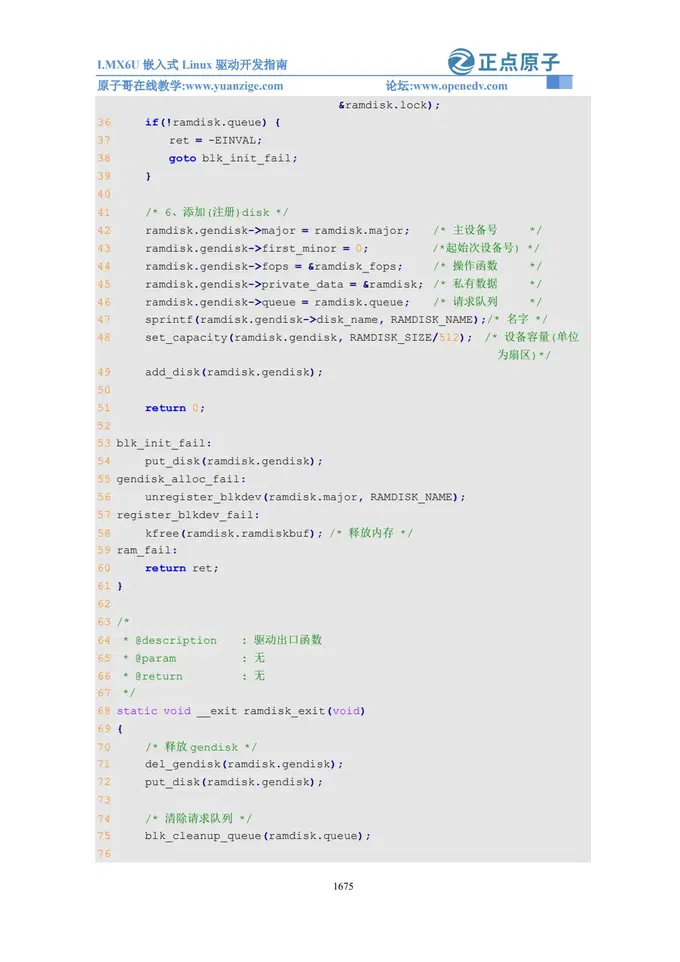 I.MX6U 嵌入式 Linux 驱动开发指南
正点原子
原子哥在线教学:www.yuanzige.com 论坛:www.openedv.com
&ramdisk.lock);
36 if(!ramdisk.queue) {
37 ret = -EINVAL;
38 goto blk_init_fail;
39 }
40
41 /* 6、添加(注册)disk */
42 ramdisk.gendisk->major = ramdisk.major; /* 主设备号 */
43 ramdisk.gendisk->first_minor = 0; /*起始次设备号) */
44 ramdisk.gendisk->fops = &ramdisk_fops; /* 操作函数 */
45 ramdisk.gendisk->private_data = &ramdisk; /* 私有数据 */
46 ramdisk.gendisk->queue = ramdisk.queue; /* 请求队列 */
47 sprintf(ramdisk.gendisk->disk_name, RAMDISK_NAME);/* 名字 */
48 set_capacity(ramdisk.gendisk, RAMDISK_SIZE/512); /* 设备容量(单位
为扇区)*/
49 add_disk(ramdisk.gendisk);
50
51 return 0;
52
53 blk_init_fail:
54 put_disk(ramdisk.gendisk);
55 gendisk_alloc_fail:
56 unregister_blkdev(ramdisk.major, RAMDISK_NAME);
57 register_blkdev_fail:
58 kfree(ramdisk.ramdiskbuf); /* 释放内存 */
59 ram_fail:
60 return ret;
61 }
62
63 /*
64 * @description : 驱动出口函数
65 * @param : 无
66 * @return : 无
67 */
68 static void __exit ramdisk_exit(void)
69 {
70 /* 释放 gendisk */
71 del_gendisk(ramdisk.gendisk);
72 put_disk(ramdisk.gendisk);
73
74 /* 清除请求队列 */
75 blk_cleanup_queue(ramdisk.queue);
76
1675